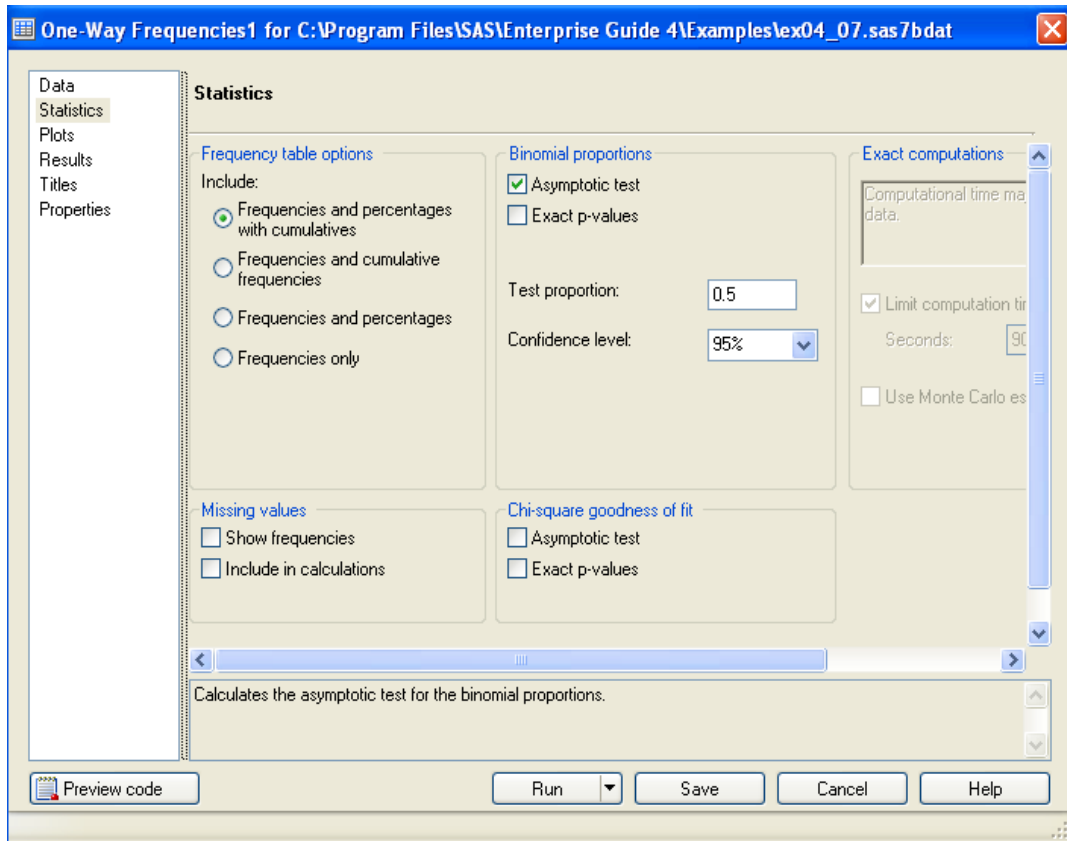 One-Way Frequencies1 for C:\Program Files\SAS\Enterprise Guide 4\Examples\ex04_07.sas7bdat
Data
Statistics
Plots
Results
Titles
Properties
Statistics
Frequency table options
Include:
Frequencies and percentages
with cumulatives
Frequencies and cumulative
frequencies
Frequencies and percentages
Frequencies only
Binomial proportions
Asymptotic test
Exact p-values
Test proportion:
0.5
Confidence level:
95%
Exact computations
Computational time ma
data.
Limit computation tir
Seconds:
90
Use Monte Carlo es
Missing values
Show frequencies
Include in calculations
Chi-square goodness of fit
Asymptotic test
Exact p-values
Calculates the asymptotic test for the binomial proportions.
Preview code
Run
Save
Cancel
Help